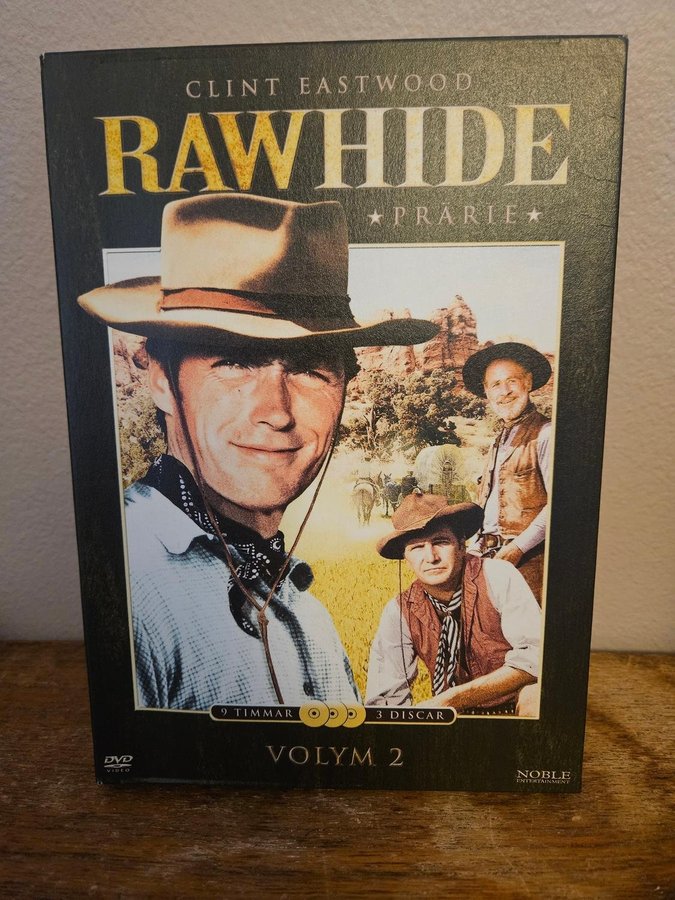 CLINT EASTWOOD
RAWHIDE
★PRÄRIE★
9 TIMMAR 3 DISCAR
VOLYM 2
DVD
VIDEO
NOBLE
ENTERTAINMENT